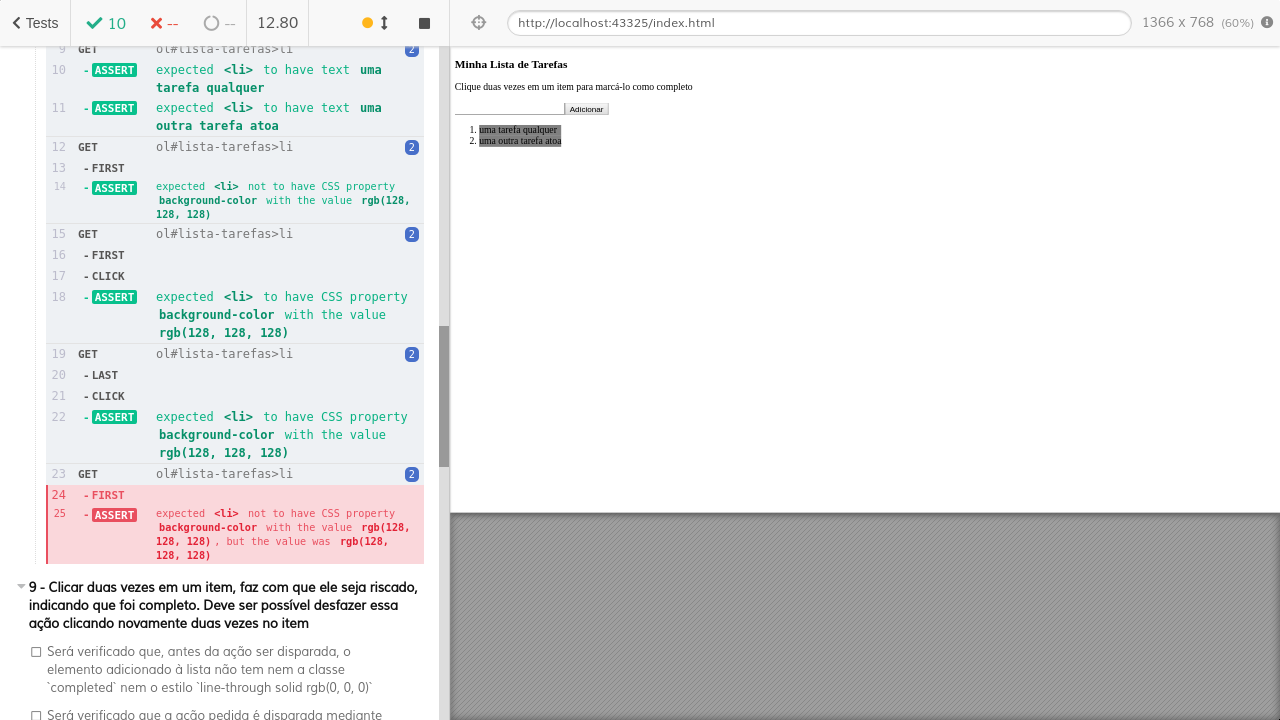 Tests
10
--
--
12.80
http://localhost:43325/index.html
1366 x 768 (60%)
9 GET ol#lista-tarefas>li 2
10 -ASSERT expected <li> to have text uma
tarefa qualquer
11 -ASSERT expected <li> to have text uma
outra tarefa atoa
12 GET ol#lista-tarefas>li 2
13 -FIRST
14 -ASSERT expected <li> not to have CSS property
background-color with the value rgb(128,
128, 128)
15 GET ol#lista-tarefas>li 2
16 -FIRST
17 -CLICK
18 -ASSERT expected <li> to have CSS property
background-color with the value
rgb(128, 128, 128)
19 GET ol#lista-tarefas>li 2
20 -LAST
21 -CLICK
22 -ASSERT expected <li> to have CSS property
background-color with the value
rgb(128, 128, 128)
23 GET ol#lista-tarefas>li 2
24 -FIRST
25 -ASSERT expected <li> not to have CSS property
background-color with the value rgb(128,
128, 128), but the value was rgb(128,
128, 128)
9 - Clicar duas vezes em um item, faz com que ele seja riscado,
indicando que foi completo. Deve ser possível desfazer essa
ação clicando novamente duas vezes no item
Será verificado que, antes da ação ser disparada, o
elemento adicionado à lista não tem nem a classe
`completed` nem o estilo `line-through solid rgb(0, 0, 0)`
Será verificado que a ação pedida é disparada mediante
Minha Lista de Tarefas
Clique duas vezes em um item para marcá-lo como completo
Adicionar
1. uma tarefa qualquer
2. uma outra tarefa atoa